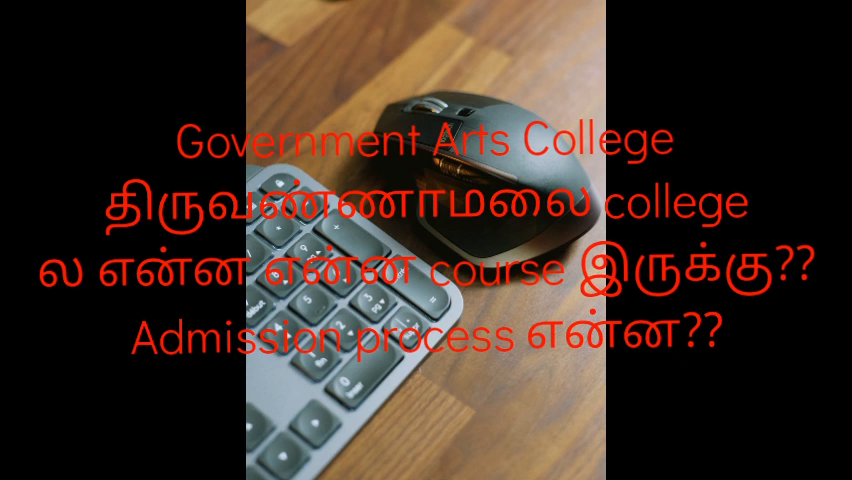 Government Arts College
திருவண்ணாமலை college
ல என்ன என்ன course இருக்கு??
Admission process என்ன??